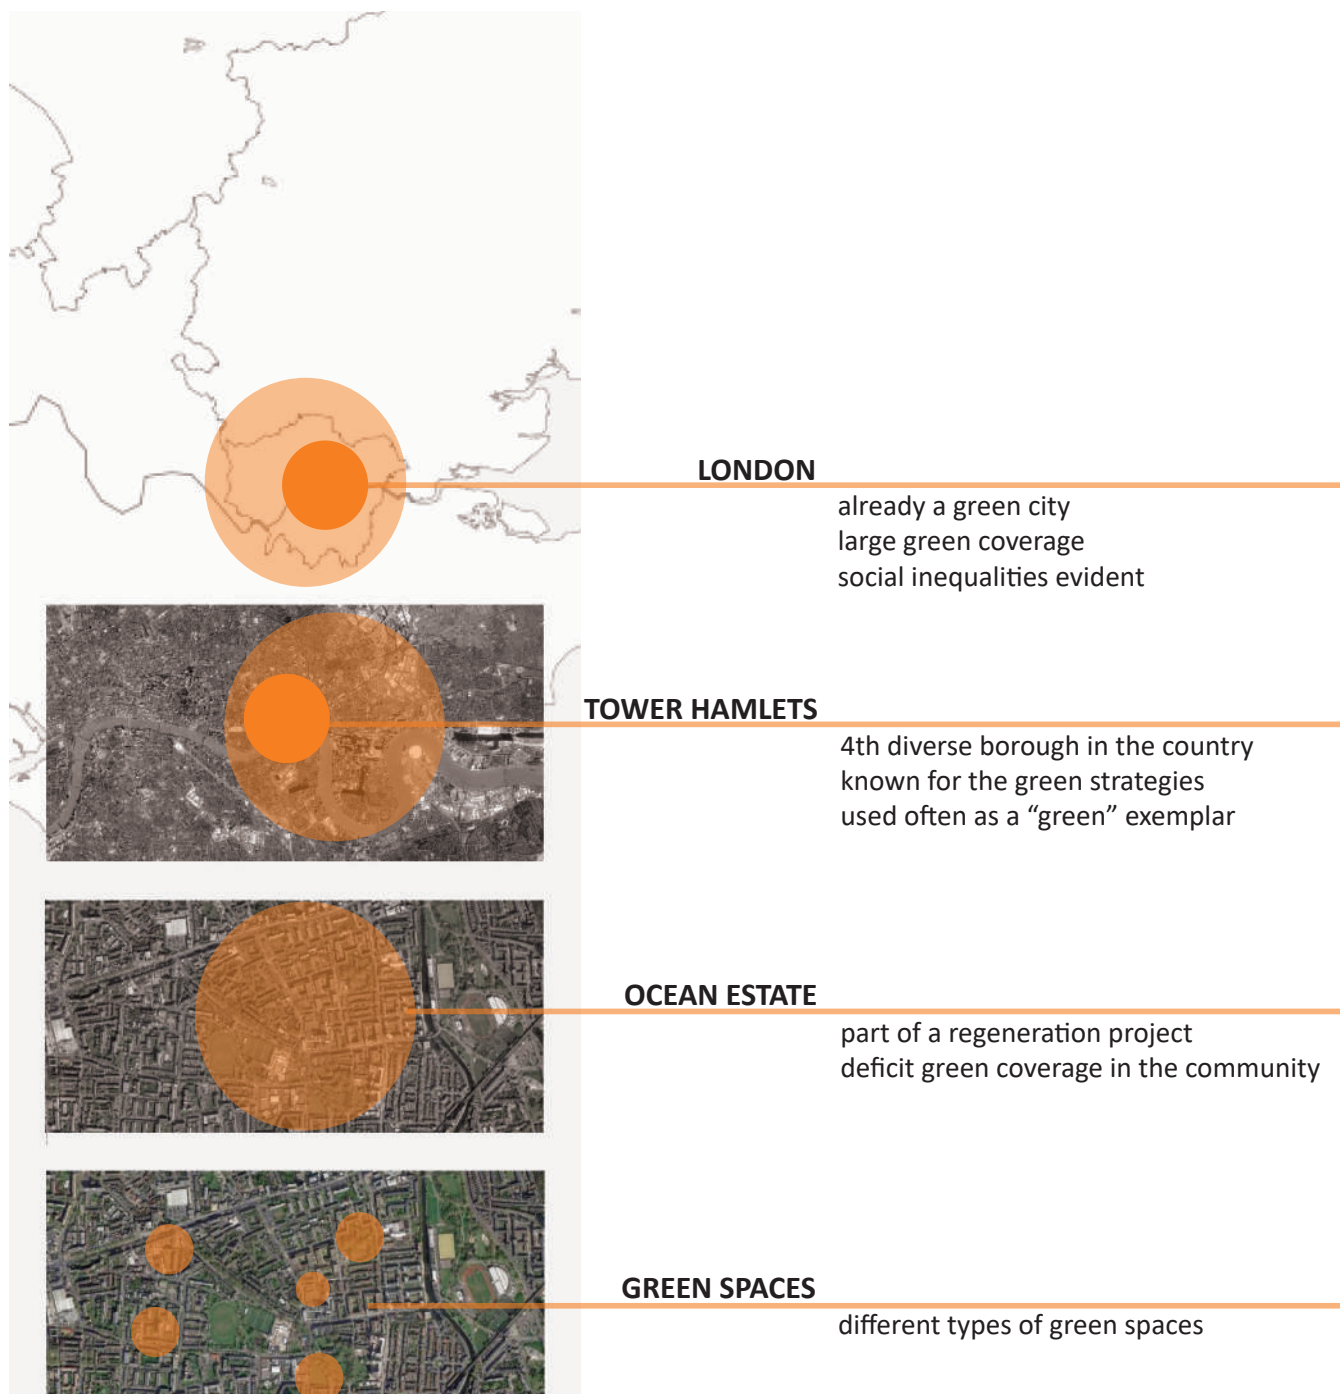 LONDON
already a green city
large green coverage
social inequalities evident
TOWER HAMLETS
4th diverse borough in the country
known for the green strategies
used often as a “green” exemplar
OCEAN ESTATE
part of a regeneration project
deficit green coverage in the community
GREEN SPACES
different types of green spaces